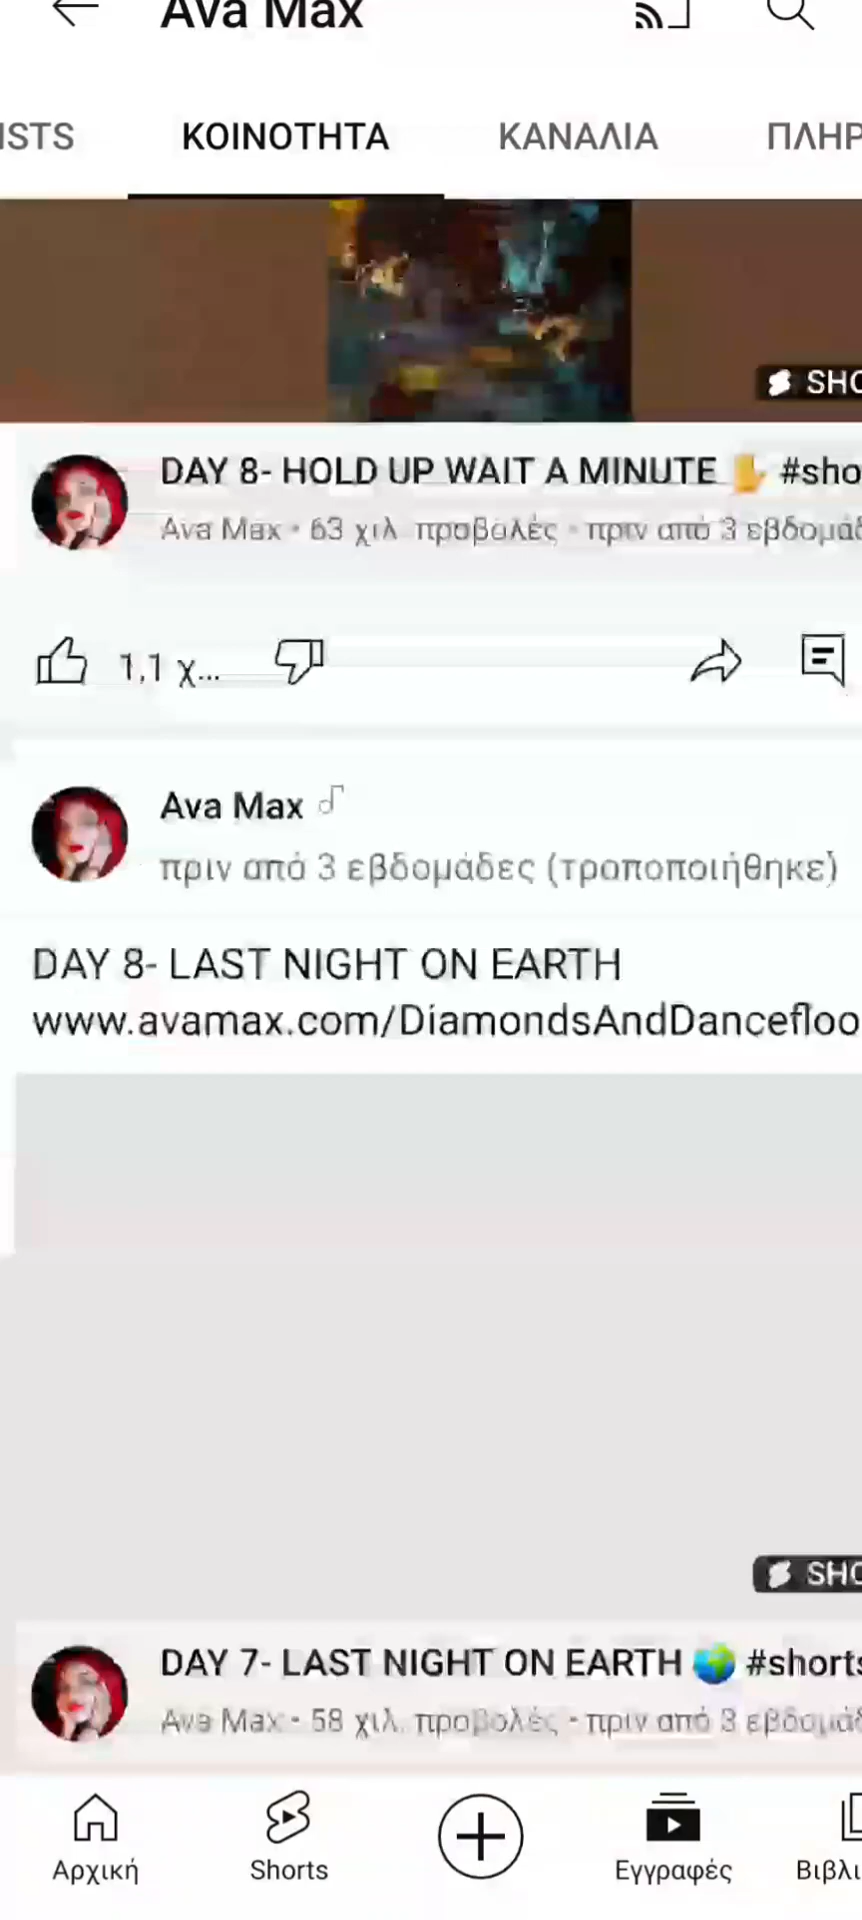 Ava Max
ISTS ΚΟΙΝΟΤΗΤΑ ΚΑΝΑΛΙΑ ΠΛΗΡ
SHO
DAY 8- HOLD UP WAIT A MINUTE ✋ #sho
Ava Max • 63 χιλ. προβολές • πριν από 3 εβδομάδ
1,1 χ...
Ava Max
πριν από 3 εβδομάδες (τροποποιήθηκε)
DAY 8- LAST NIGHT ON EARTH
www.avamax.com/DiamondsAndDancefloo
SHO
DAY 7- LAST NIGHT ON EARTH 🌍 #shorts
Ava Max • 58 χιλ. προβολές • πριν από 3 εβδομάδ
Αρχική Shorts Εγγραφές Βιβλι